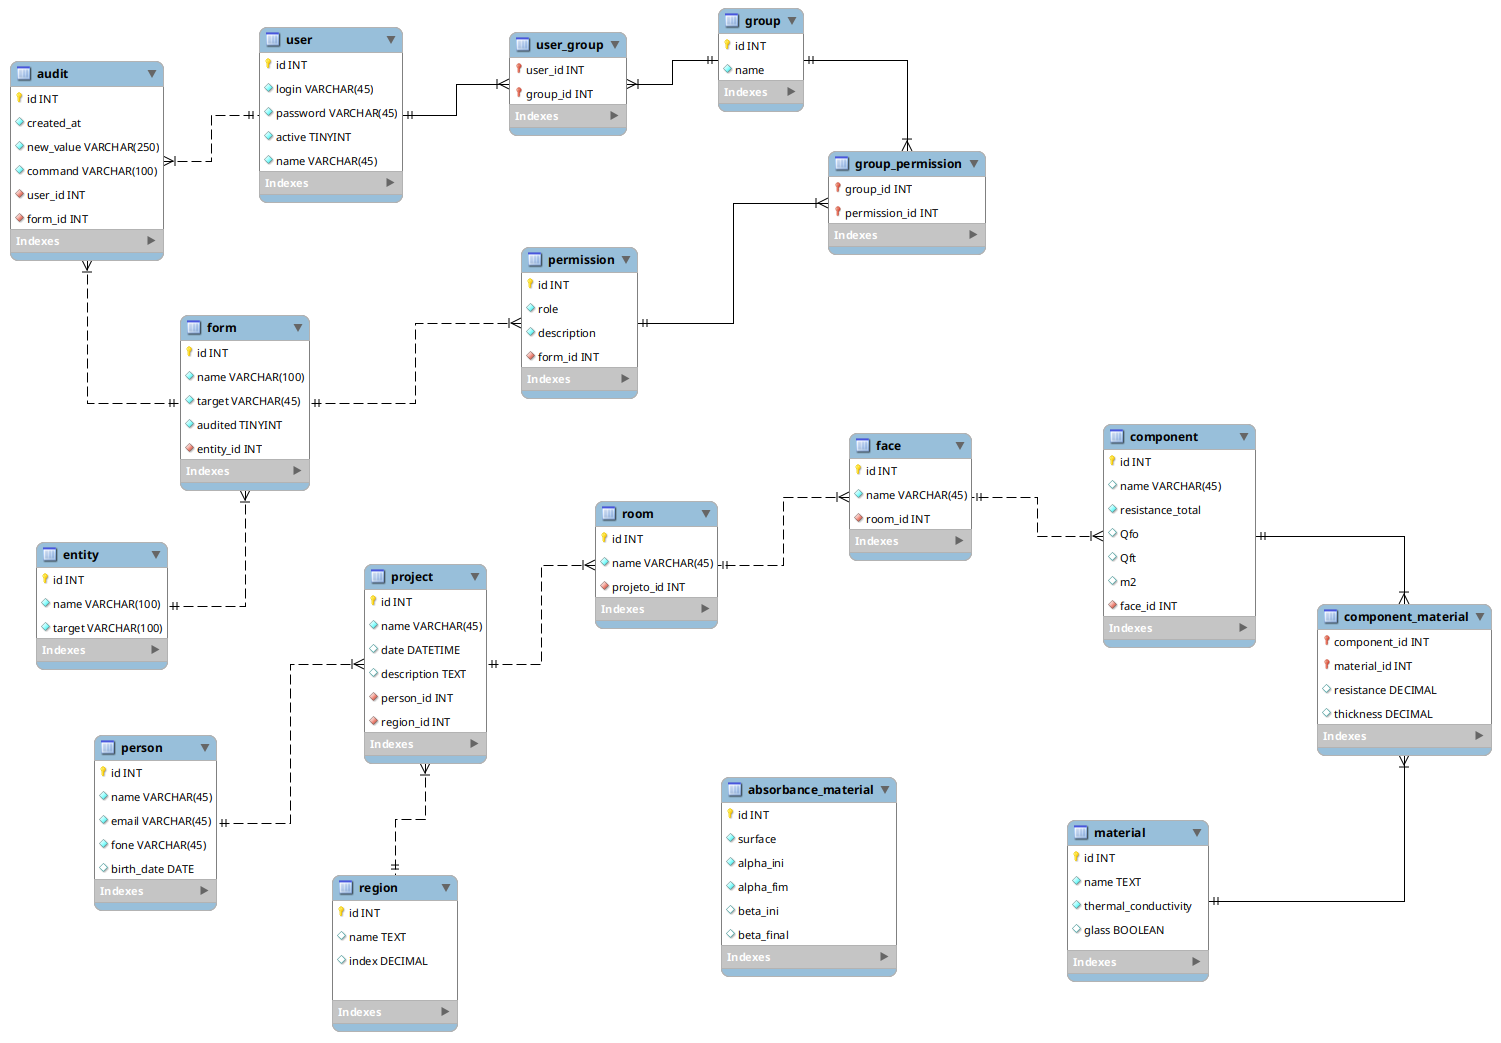 audit
id INT
created_at
new_value VARCHAR(250)
command VARCHAR(100)
user_id INT
form_id INT
Indexes
user
id INT
login VARCHAR(45)
password VARCHAR(45)
active TINYINT
name VARCHAR(45)
Indexes
user_group
user_id INT
group_id INT
Indexes
group
id INT
name
Indexes
group_permission
group_id INT
permission_id INT
Indexes
permission
id INT
role
description
form_id INT
Indexes
form
id INT
name VARCHAR(100)
target VARCHAR(45)
audited TINYINT
entity_id INT
Indexes
entity
id INT
name VARCHAR(100)
target VARCHAR(100)
Indexes
project
id INT
name VARCHAR(45)
date DATETIME
description TEXT
person_id INT
region_id INT
Indexes
room
id INT
name VARCHAR(45)
projeto_id INT
Indexes
face
id INT
name VARCHAR(45)
room_id INT
Indexes
component
id INT
name VARCHAR(45)
resistance_total
Qfo
Qft
m2
face_id INT
Indexes
component_material
component_id INT
material_id INT
resistance DECIMAL
thickness DECIMAL
Indexes
person
id INT
name VARCHAR(45)
email VARCHAR(45)
fone VARCHAR(45)
birth_date DATE
Indexes
region
id INT
name TEXT
index DECIMAL
Indexes
absorbance_material
id INT
surface
alpha_ini
alpha_fim
beta_ini
beta_final
Indexes
material
id INT
name TEXT
thermal_conductivity
glass BOOLEAN
Indexes